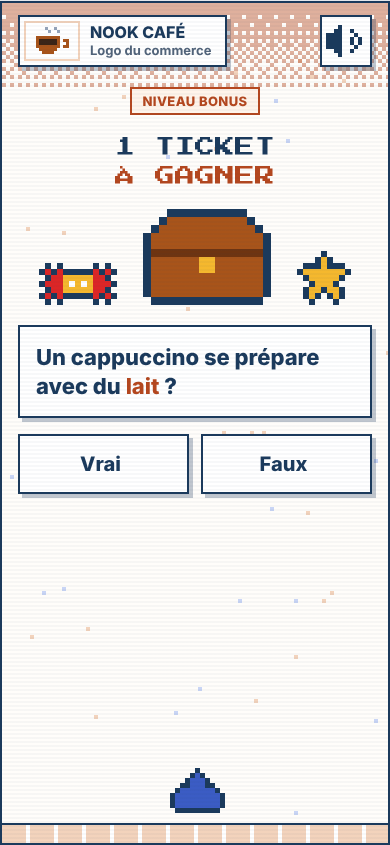 NOOK CAFÉ
Logo du commerce
NIVEAU BONUS
1 TICKET
À GAGNER
Un cappuccino se prépare
avec du lait ?
Vrai
Faux